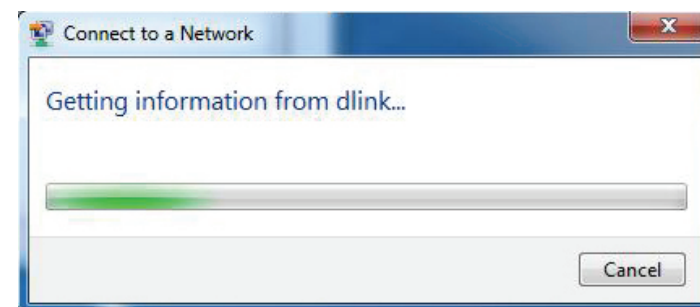 Connect to a Network
Getting information from dlink...
Cancel